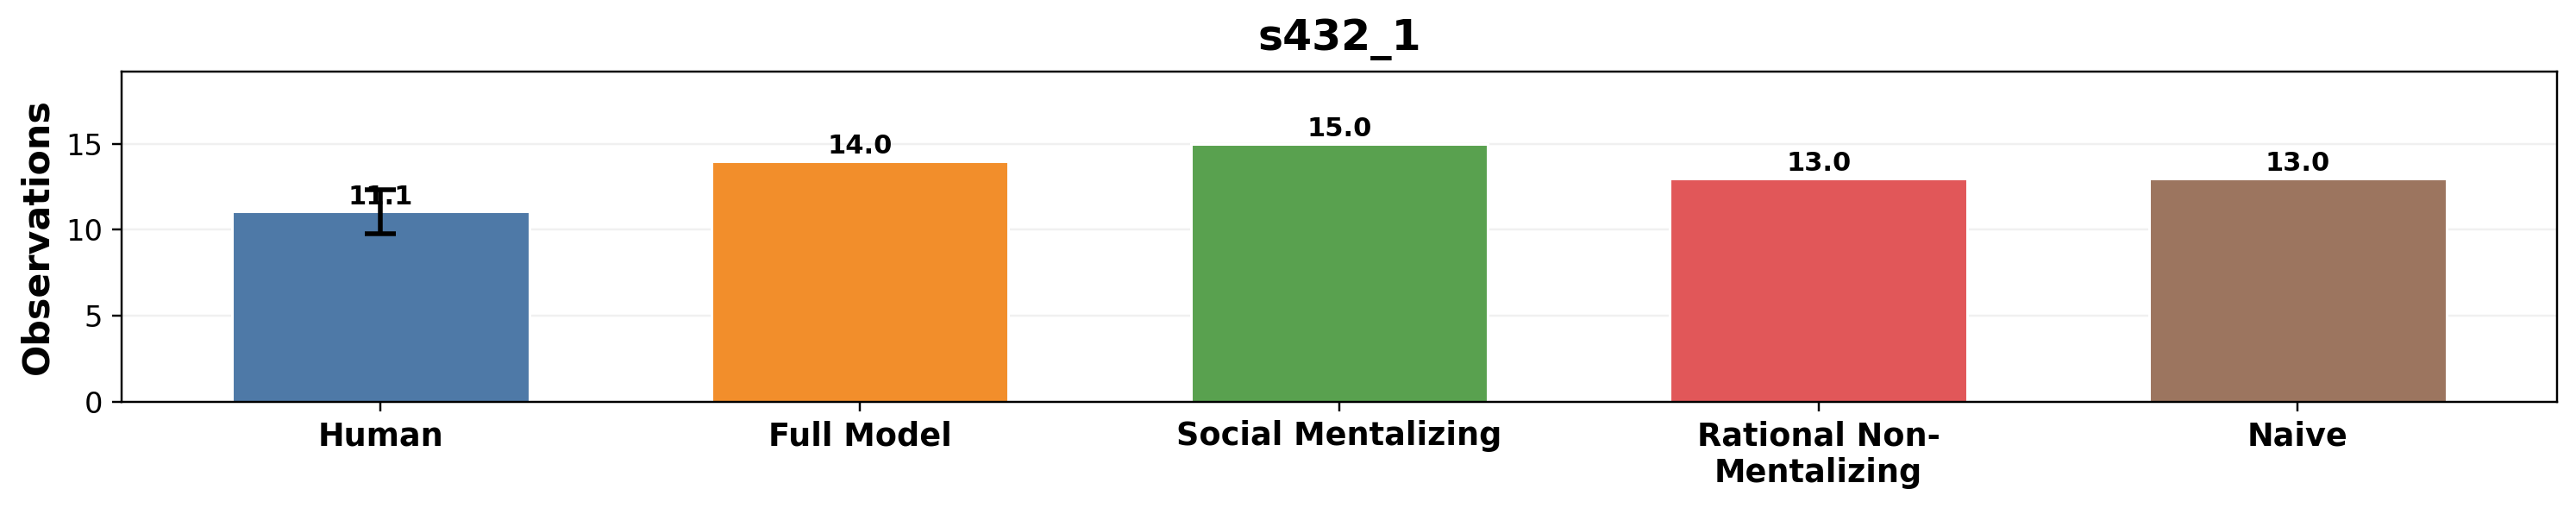 s432_1
Observations
15
10
5
0
11.1
14.0
15.0
13.0
13.0
Human
Full Model
Social Mentalizing
Rational Non-
Mentalizing
Naive